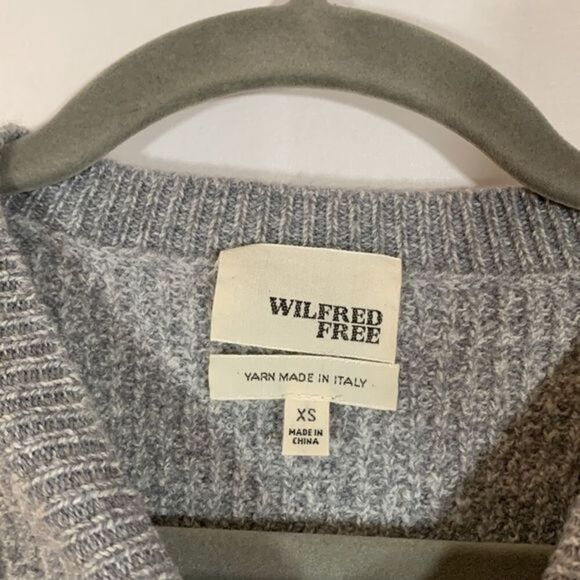 WILFRED
FREE
YARN MADE IN ITALY
XS
MADE IN
CHINA